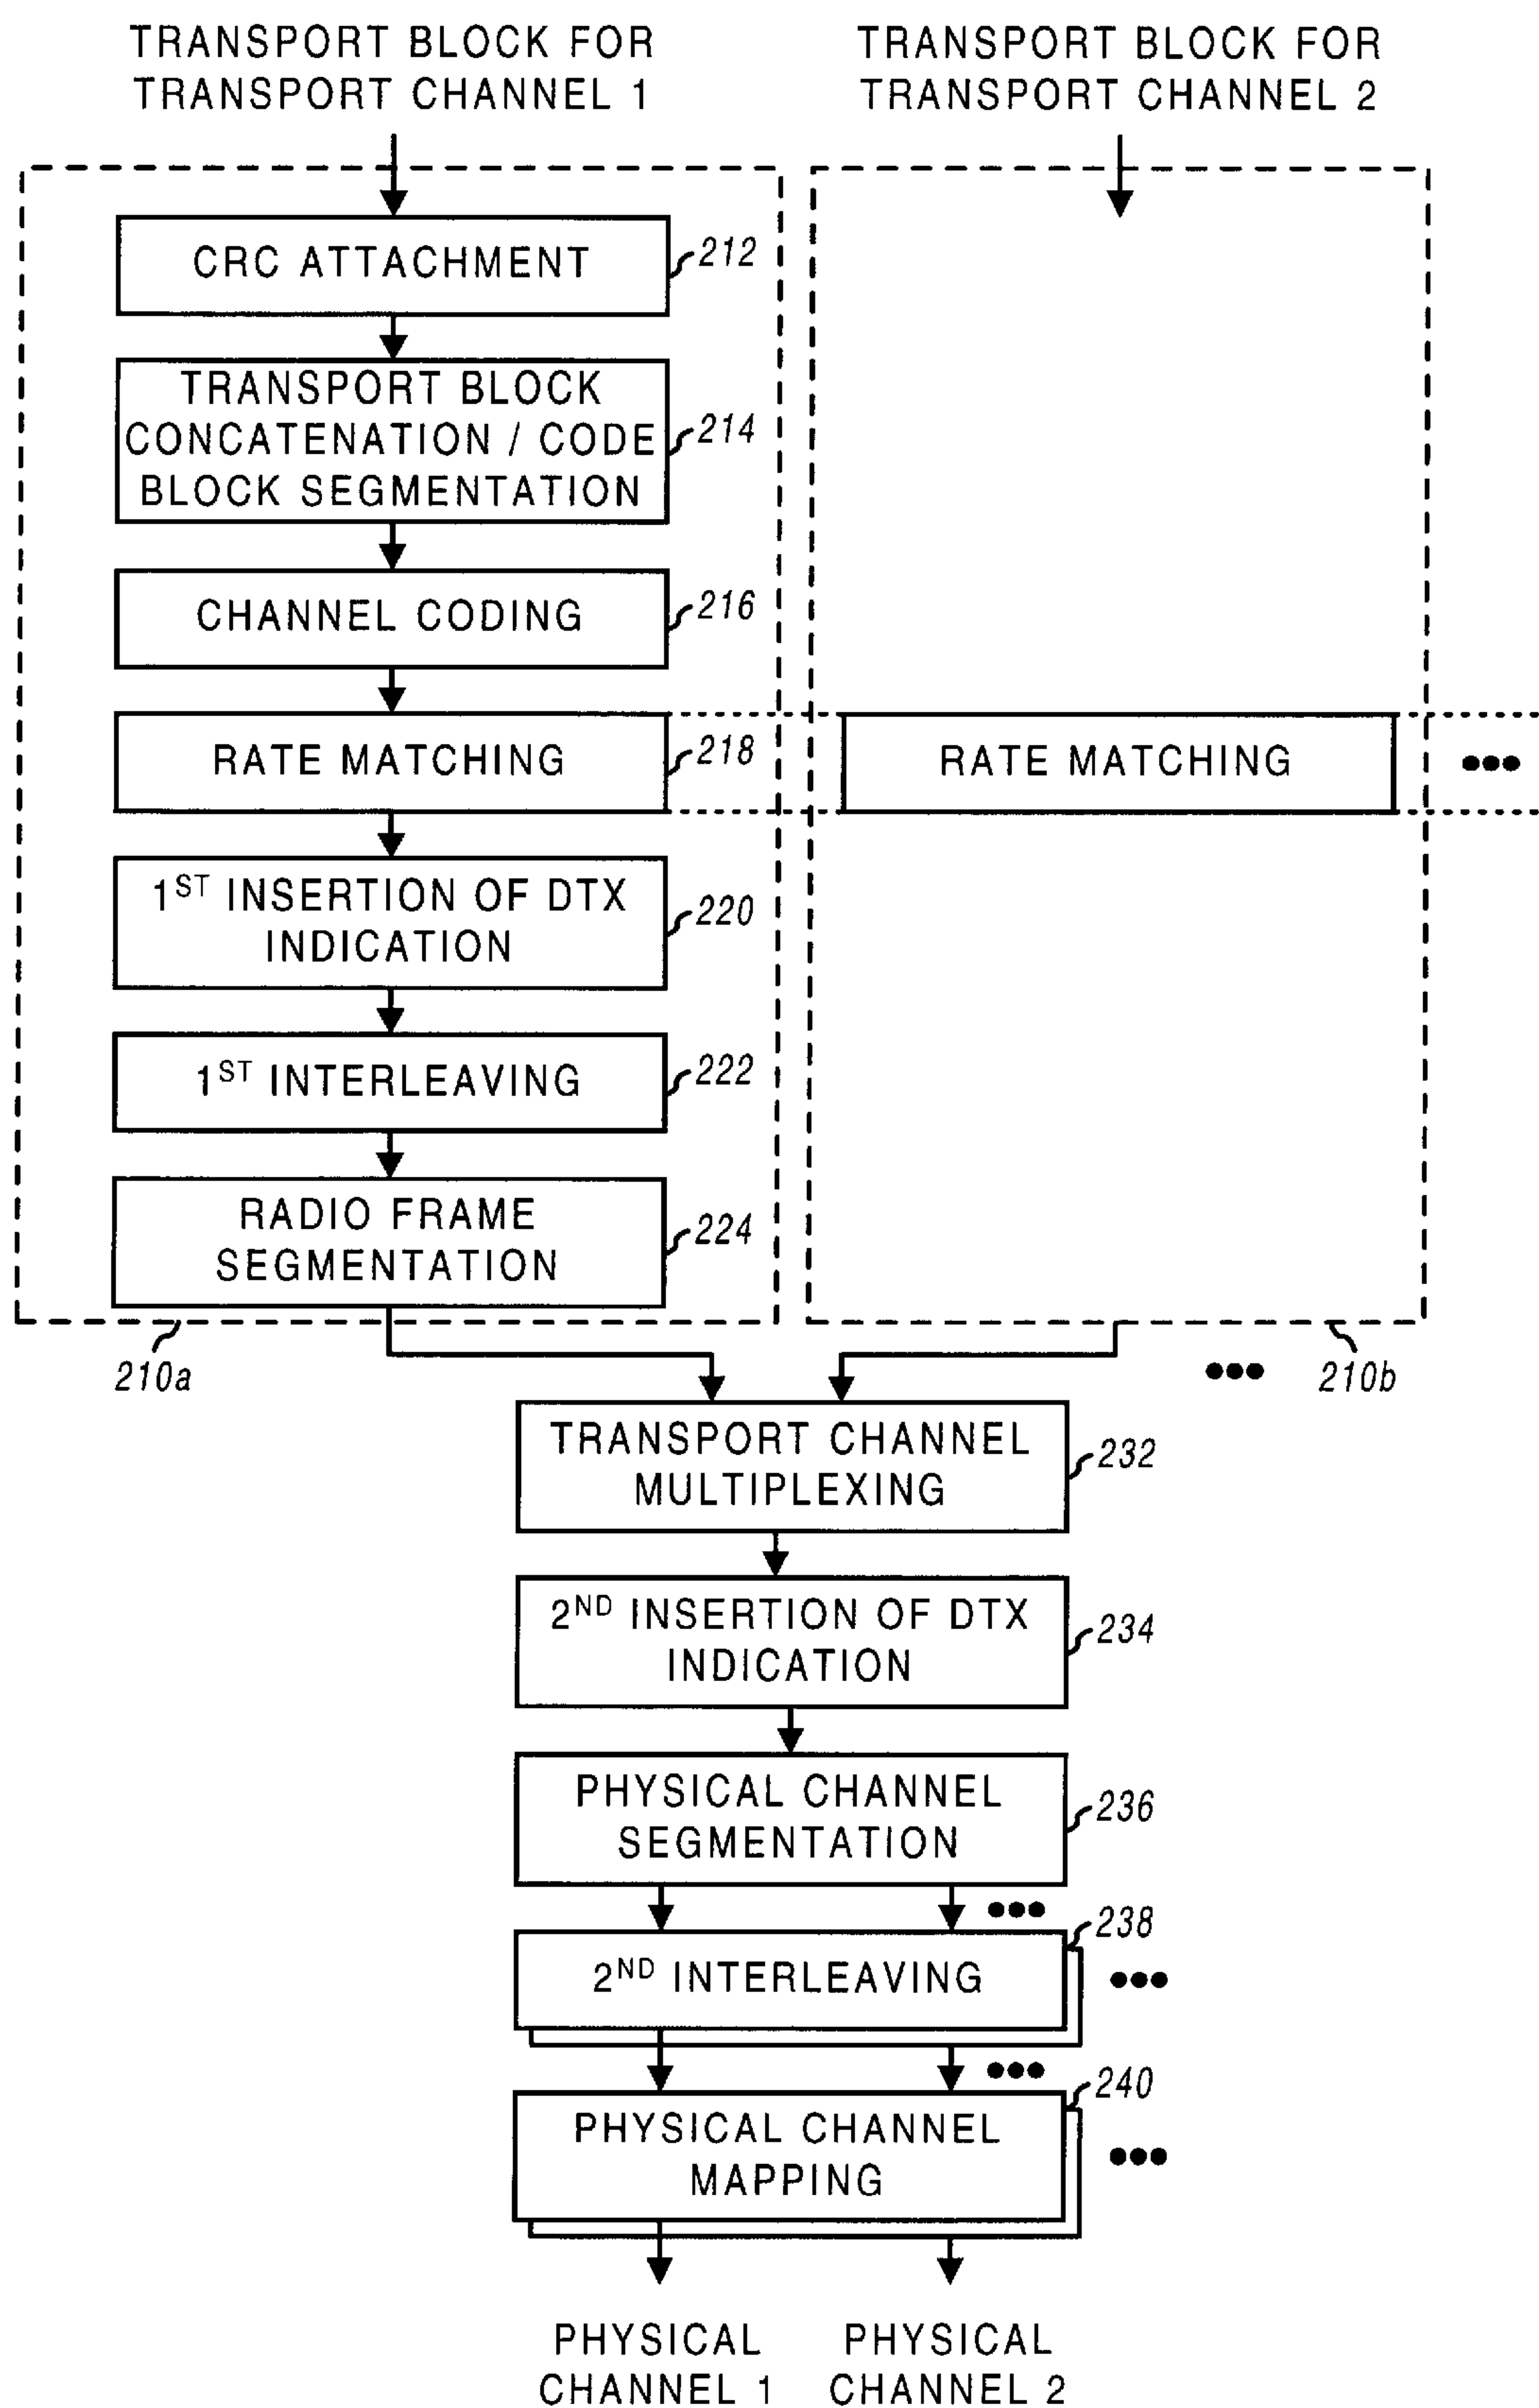 TRANSPORT BLOCK FOR
TRANSPORT CHANNEL 1
TRANSPORT BLOCK FOR
TRANSPORT CHANNEL 2
CRC ATTACHMENT
212
TRANSPORT BLOCK
CONCATENATION / CODE
BLOCK SEGMENTATION
214
CHANNEL CODING
216
RATE MATCHING
218
RATE MATCHING
1ST INSERTION OF DTX
INDICATION
220
1ST INTERLEAVING
222
RADIO FRAME
SEGMENTATION
224
210a
210b
TRANSPORT CHANNEL
MULTIPLEXING
232
2ND INSERTION OF DTX
INDICATION
234
PHYSICAL CHANNEL
SEGMENTATION
236
2ND INTERLEAVING
238
PHYSICAL CHANNEL
MAPPING
240
PHYSICAL
CHANNEL 1
PHYSICAL
CHANNEL 2